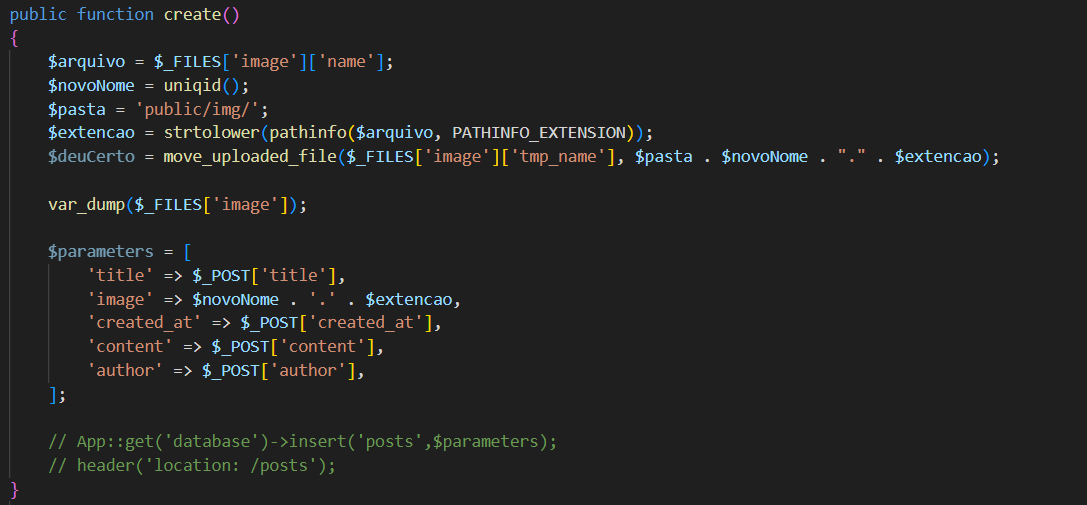 public function create()
{
    $arquivo = $_FILES['image']['name'];
    $novoNome = uniqid();
    $pasta = 'public/img/';
    $extencao = strtolower(pathinfo($arquivo, PATHINFO_EXTENSION));
    $deuCerto = move_uploaded_file($_FILES['image']['tmp_name'], $pasta . $novoNome . "." . $extencao);

    var_dump($_FILES['image']);

    $parameters = [
        'title' => $_POST['title'],
        'image' => $novoNome . '.' . $extencao,
        'created_at' => $_POST['created_at'],
        'content' => $_POST['content'],
        'author' => $_POST['author'],
    ];

    // App::get('database')->insert('posts',$parameters);
    // header('location: /posts');
}